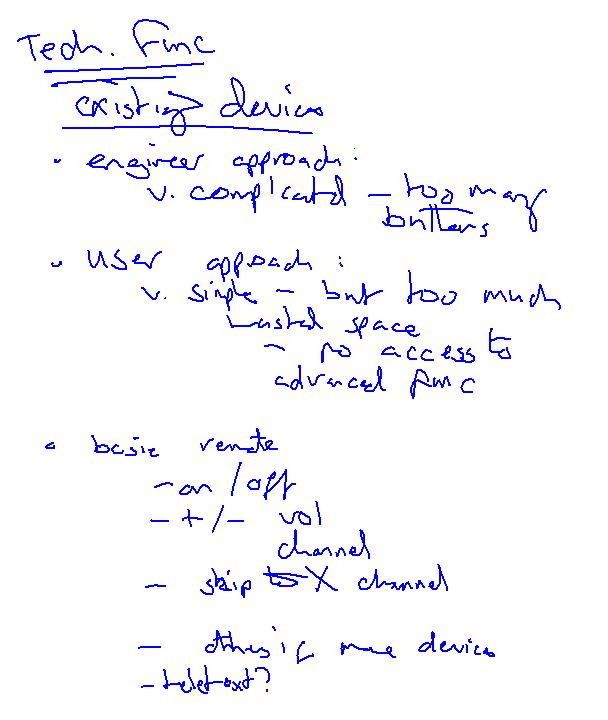 Tech. Func
existing devices
• engineer approach:
v. complicated – too many
buttons
• user approach:
v. simple – but too much
wasted space
– no access to
advanced func
• basic remote
– on / off
– + / – vol
channel
– skip to X channel
– others if more devices
– teletext?